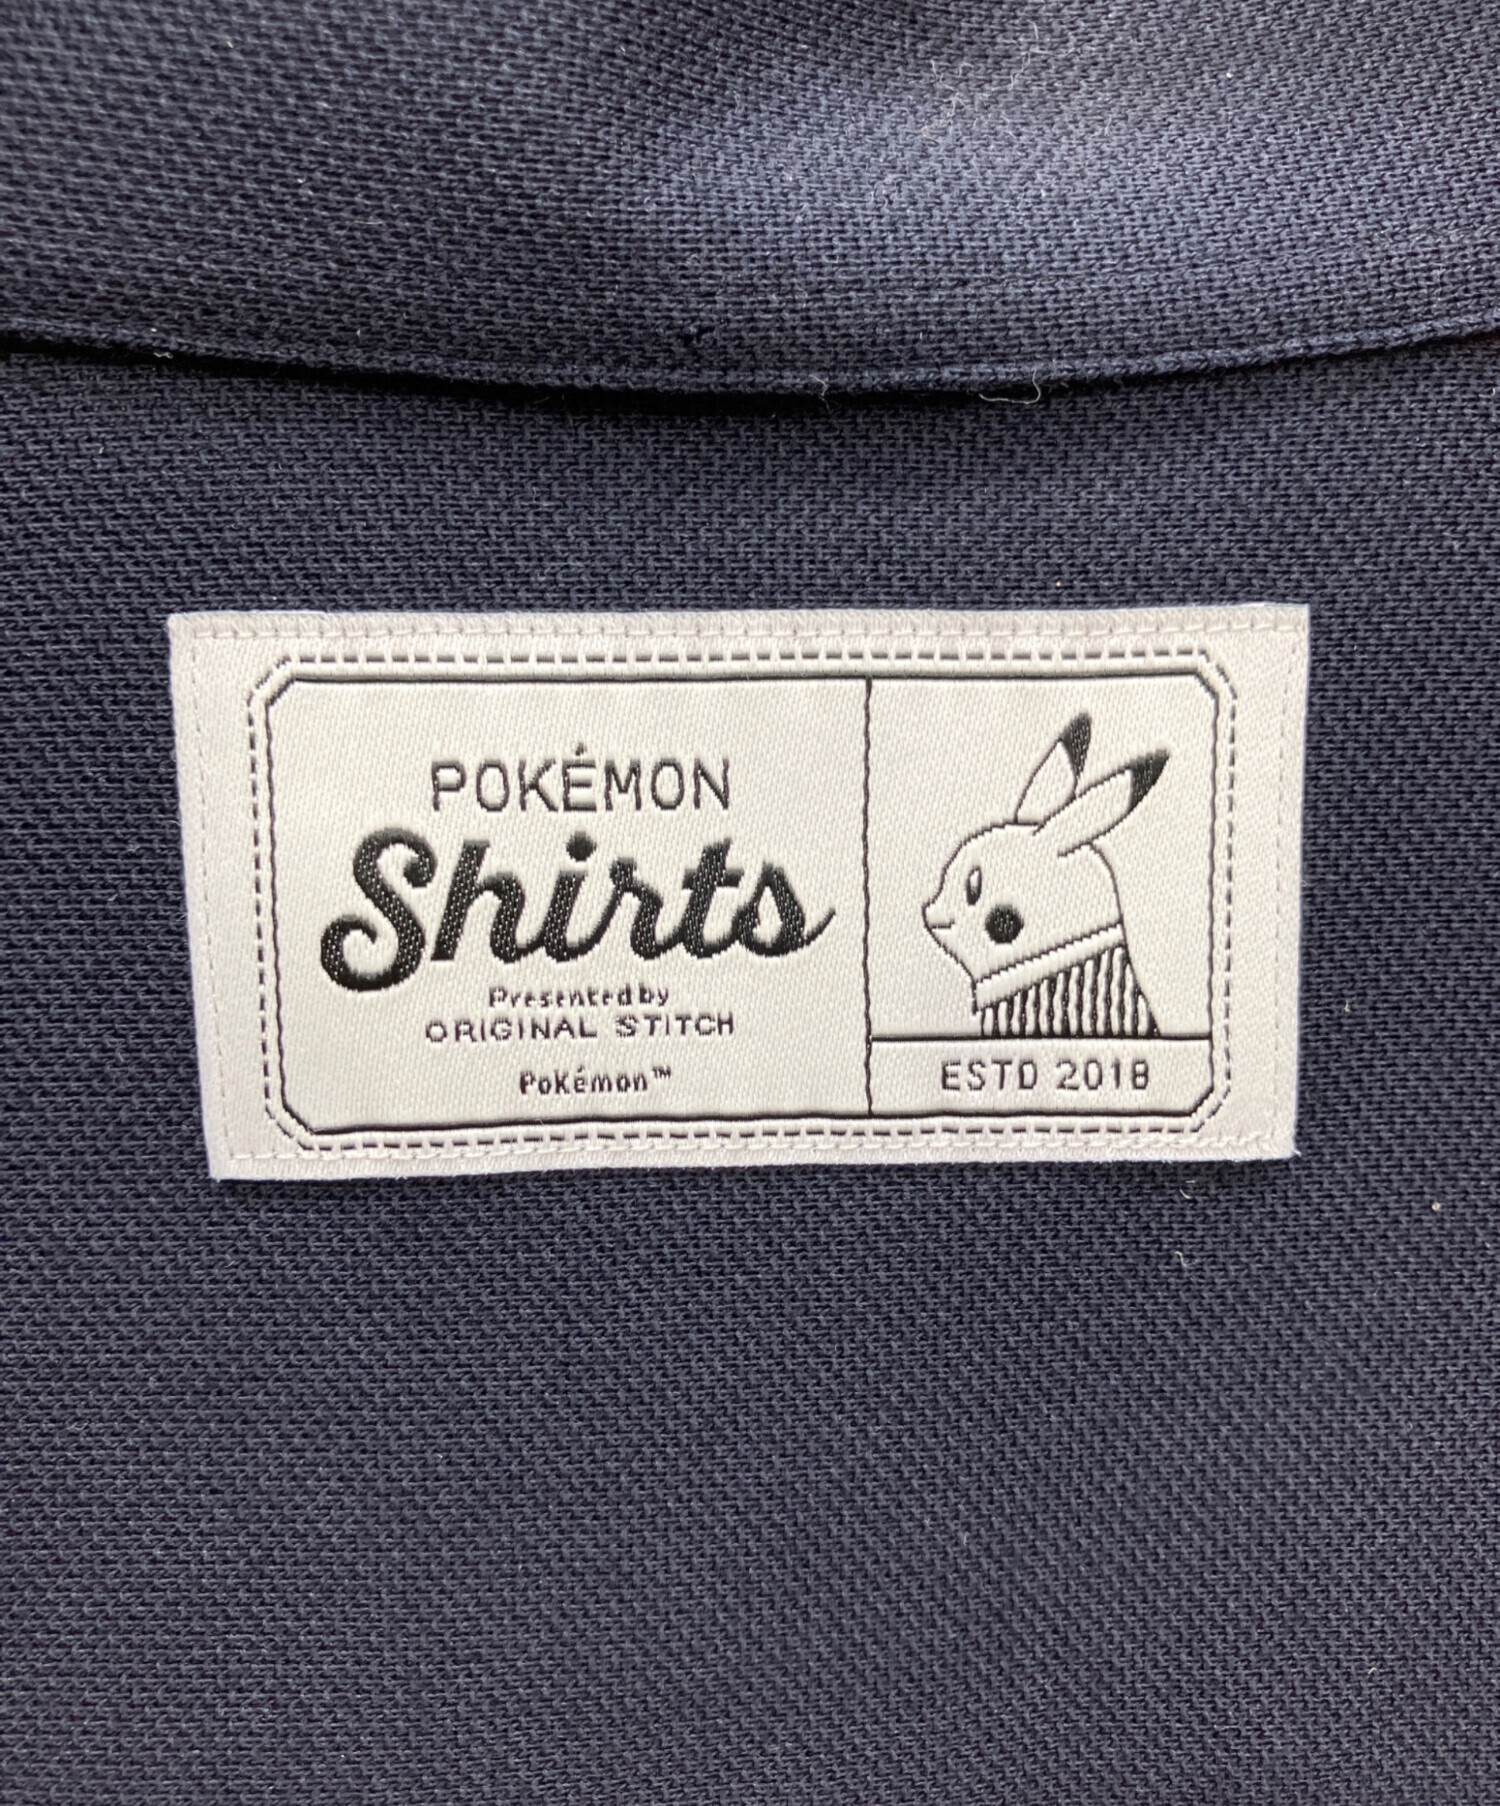 POKÉMON
Shirts
Presented by
ORIGINAL STITCH
Pokémon™
ESTD 2018